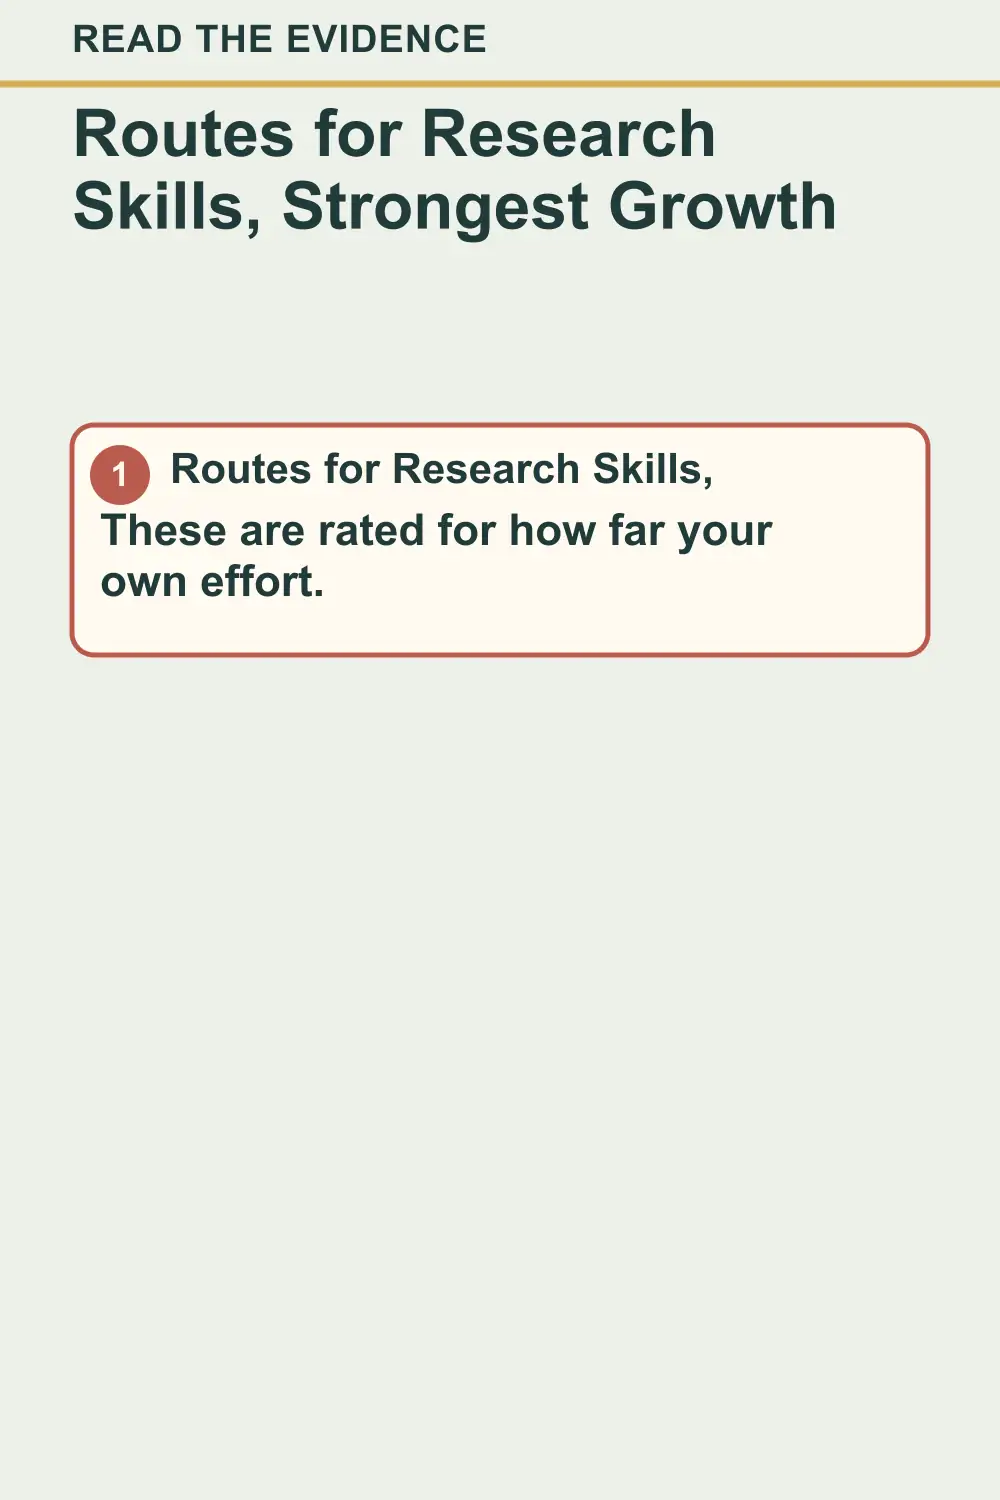 READ THE EVIDENCE
Routes for Research
Skills, Strongest Growth
1 Routes for Research Skills,
These are rated for how far your
own effort.